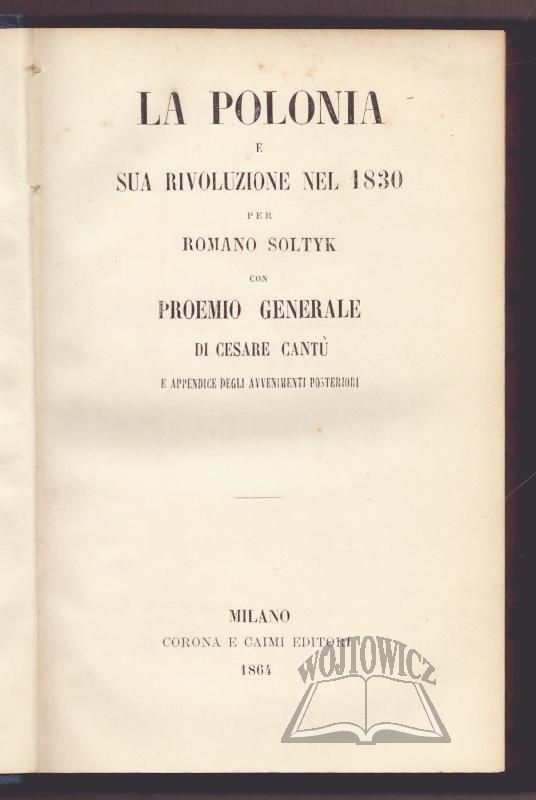 LA POLONIA
E
SUA RIVOLUZIONE NEL 1830
PER
ROMANO SOLTYK
CON
PROEMIO GENERALE
DI CESARE CANTÙ
E APPENDICE DEGLI AVVENIMENTI POSTERIORI
MILANO
CORONA E CAIMI EDITORI
1864
WÓJTOWICZ